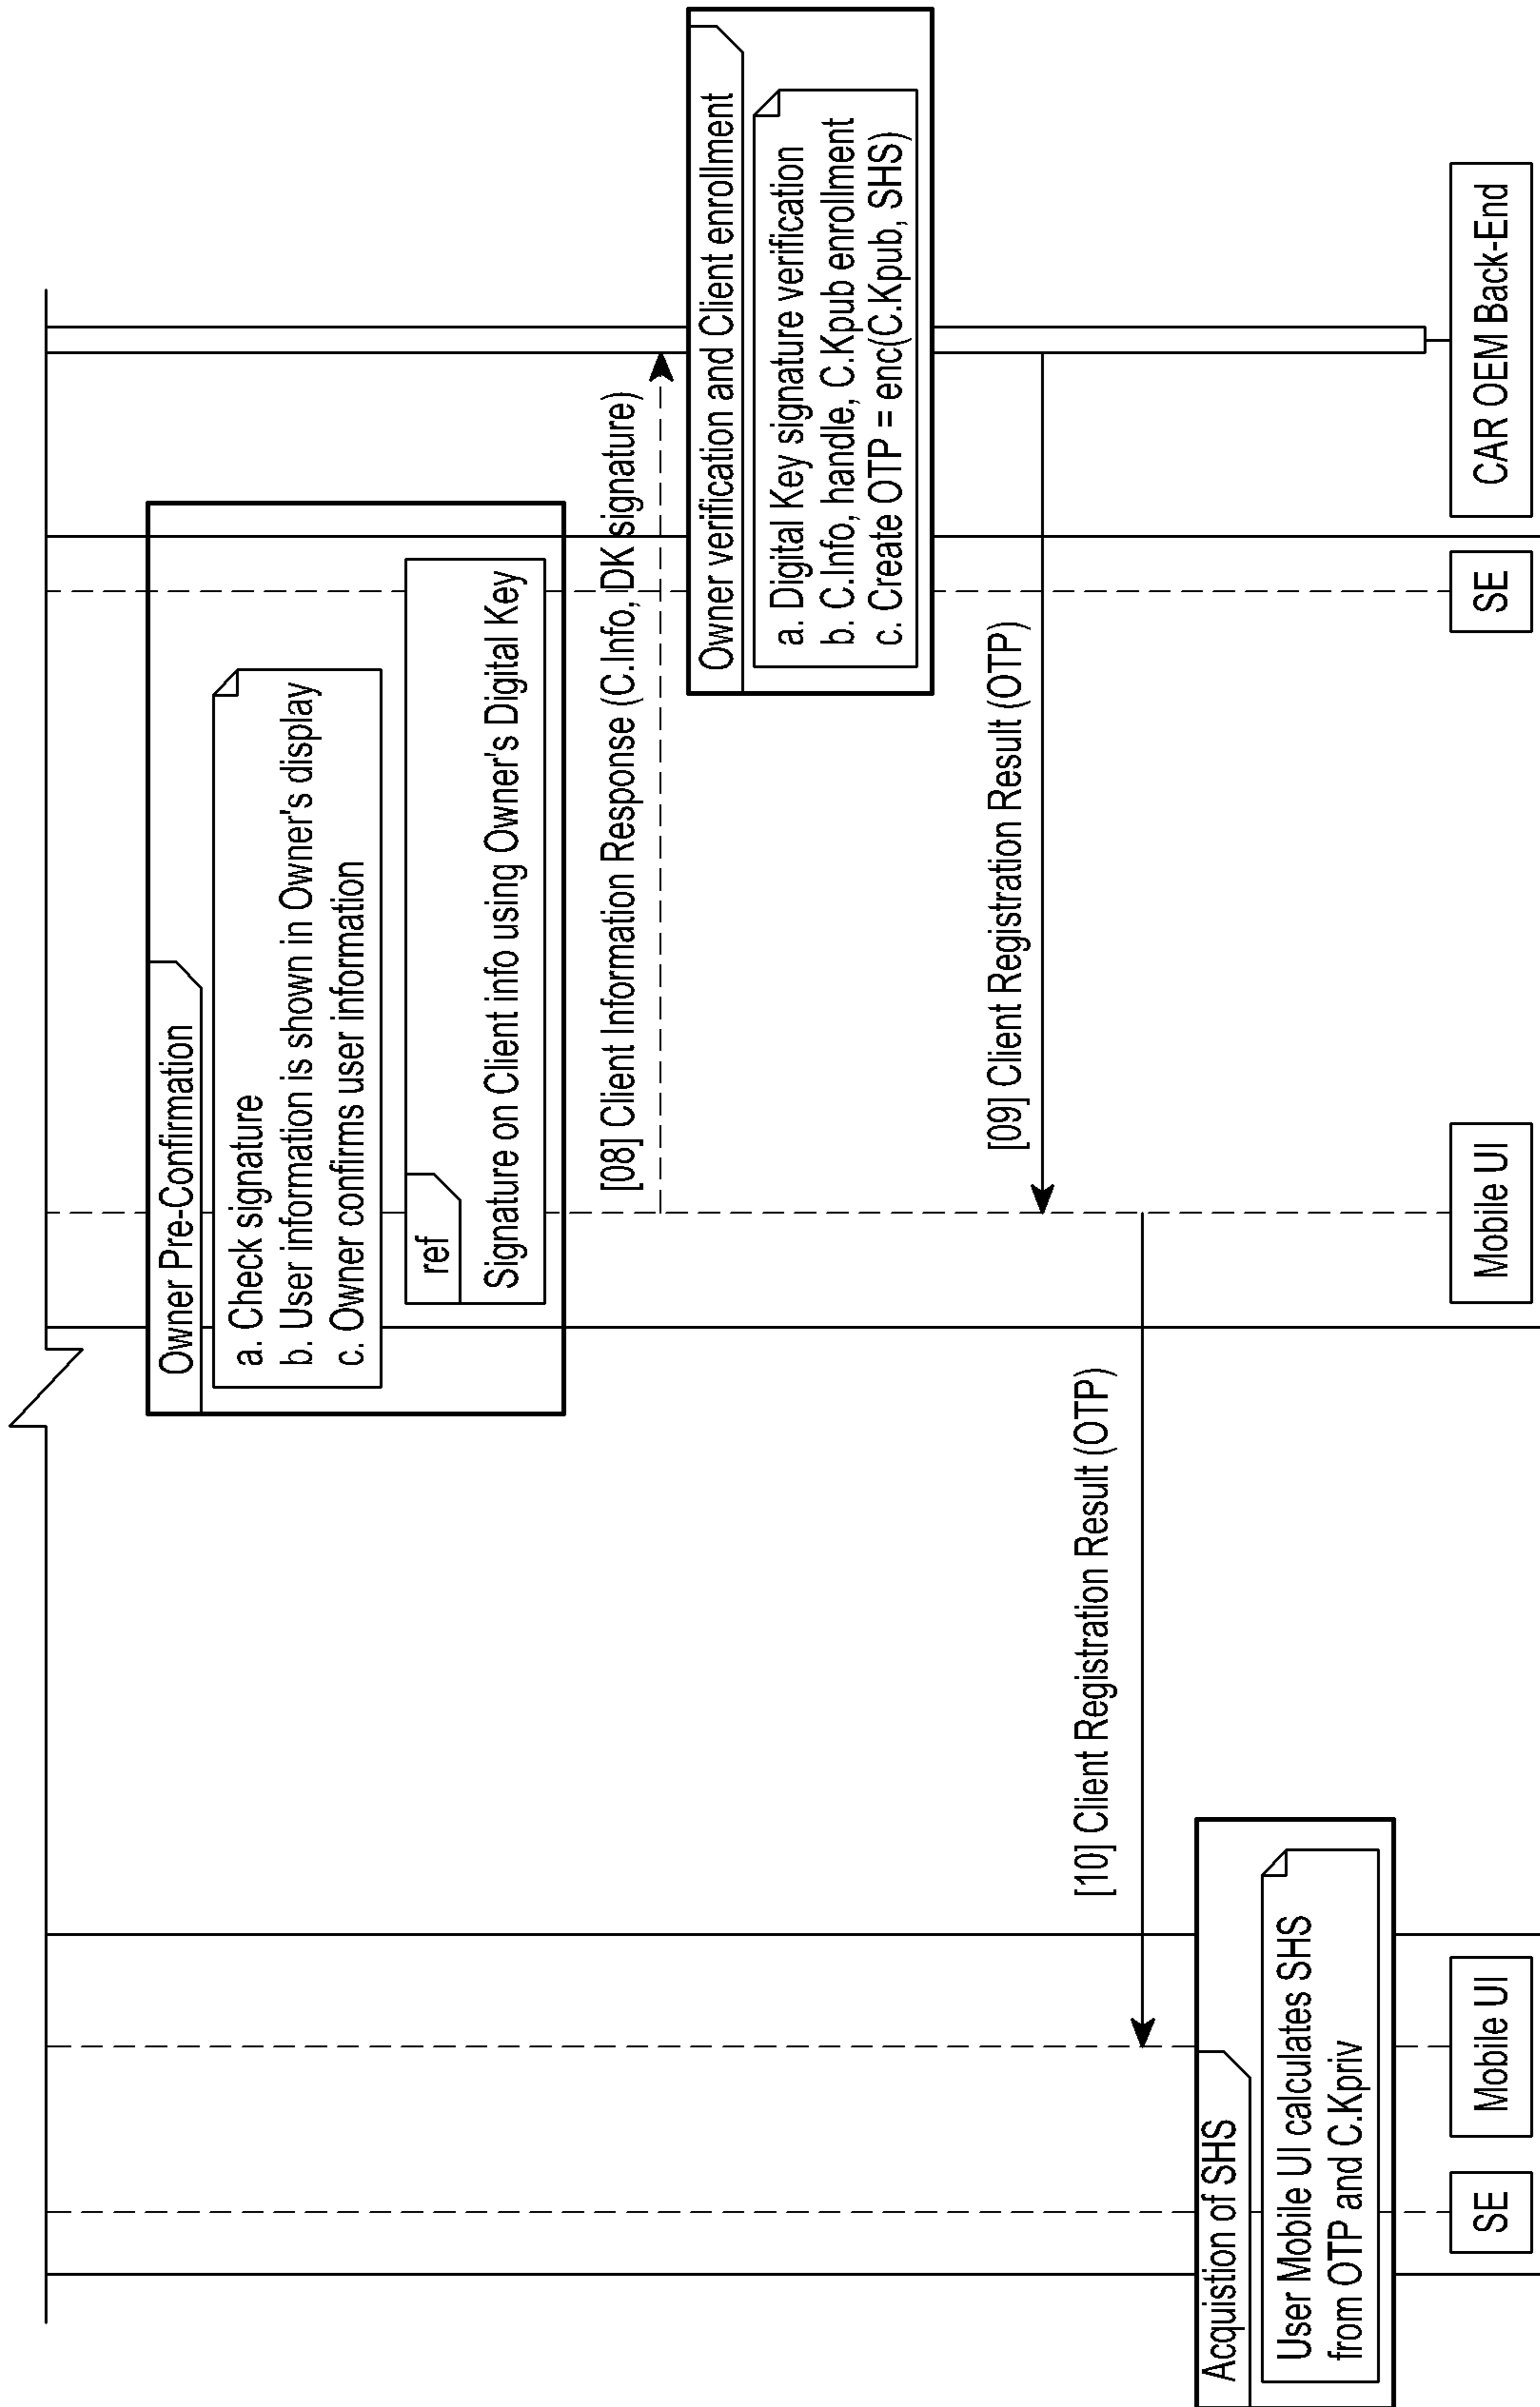 Owner Pre-Confirmation
a. Check signature
b. User information is shown in Owner's display
c. Owner confirms user information
ref
Signature on Client info using Owner's Digital Key
[08] Client Information Response (C.Info, DK signature)
Owner verification and Client enrollment
a. Digital Key signature verification
b. C.Info, handle, C.Kpub enrollment
c. Create OTP = enc(C.Kpub, SHS)
[09] Client Registration Result (OTP)
[10] Client Registration Result (OTP)
Acquistion of SHS
User Mobile UI calculates SHS
from OTP and C.Kpriv
SE
Mobile UI
Mobile UI
SE
CAR OEM Back-End